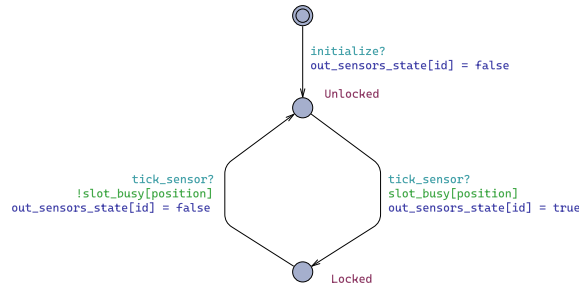 initialize?
out_sensors_state[id] = false
Unlocked
tick_sensor?
!slot_busy[position]
out_sensors_state[id] = false
tick_sensor?
slot_busy[position]
out_sensors_state[id] = true
Locked